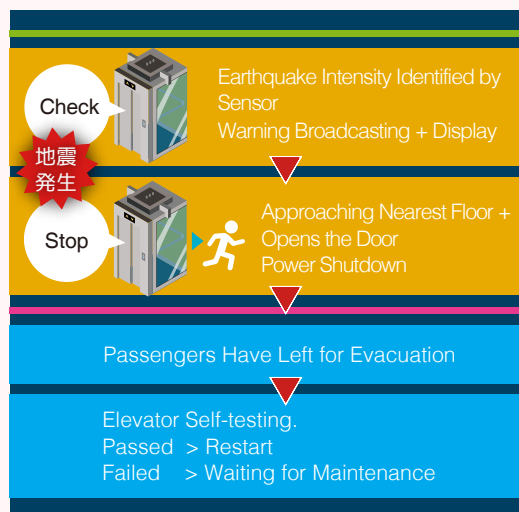 Check
Earthquake Intensity Identified by
Sensor
Warning Broadcasting + Display
地震
発生
Stop
Approaching Nearest Floor +
Opens the Door
Power Shutdown
Passengers Have Left for Evacuation
Elevator Self-testing.
Passed > Restart
Failed > Waiting for Maintenance